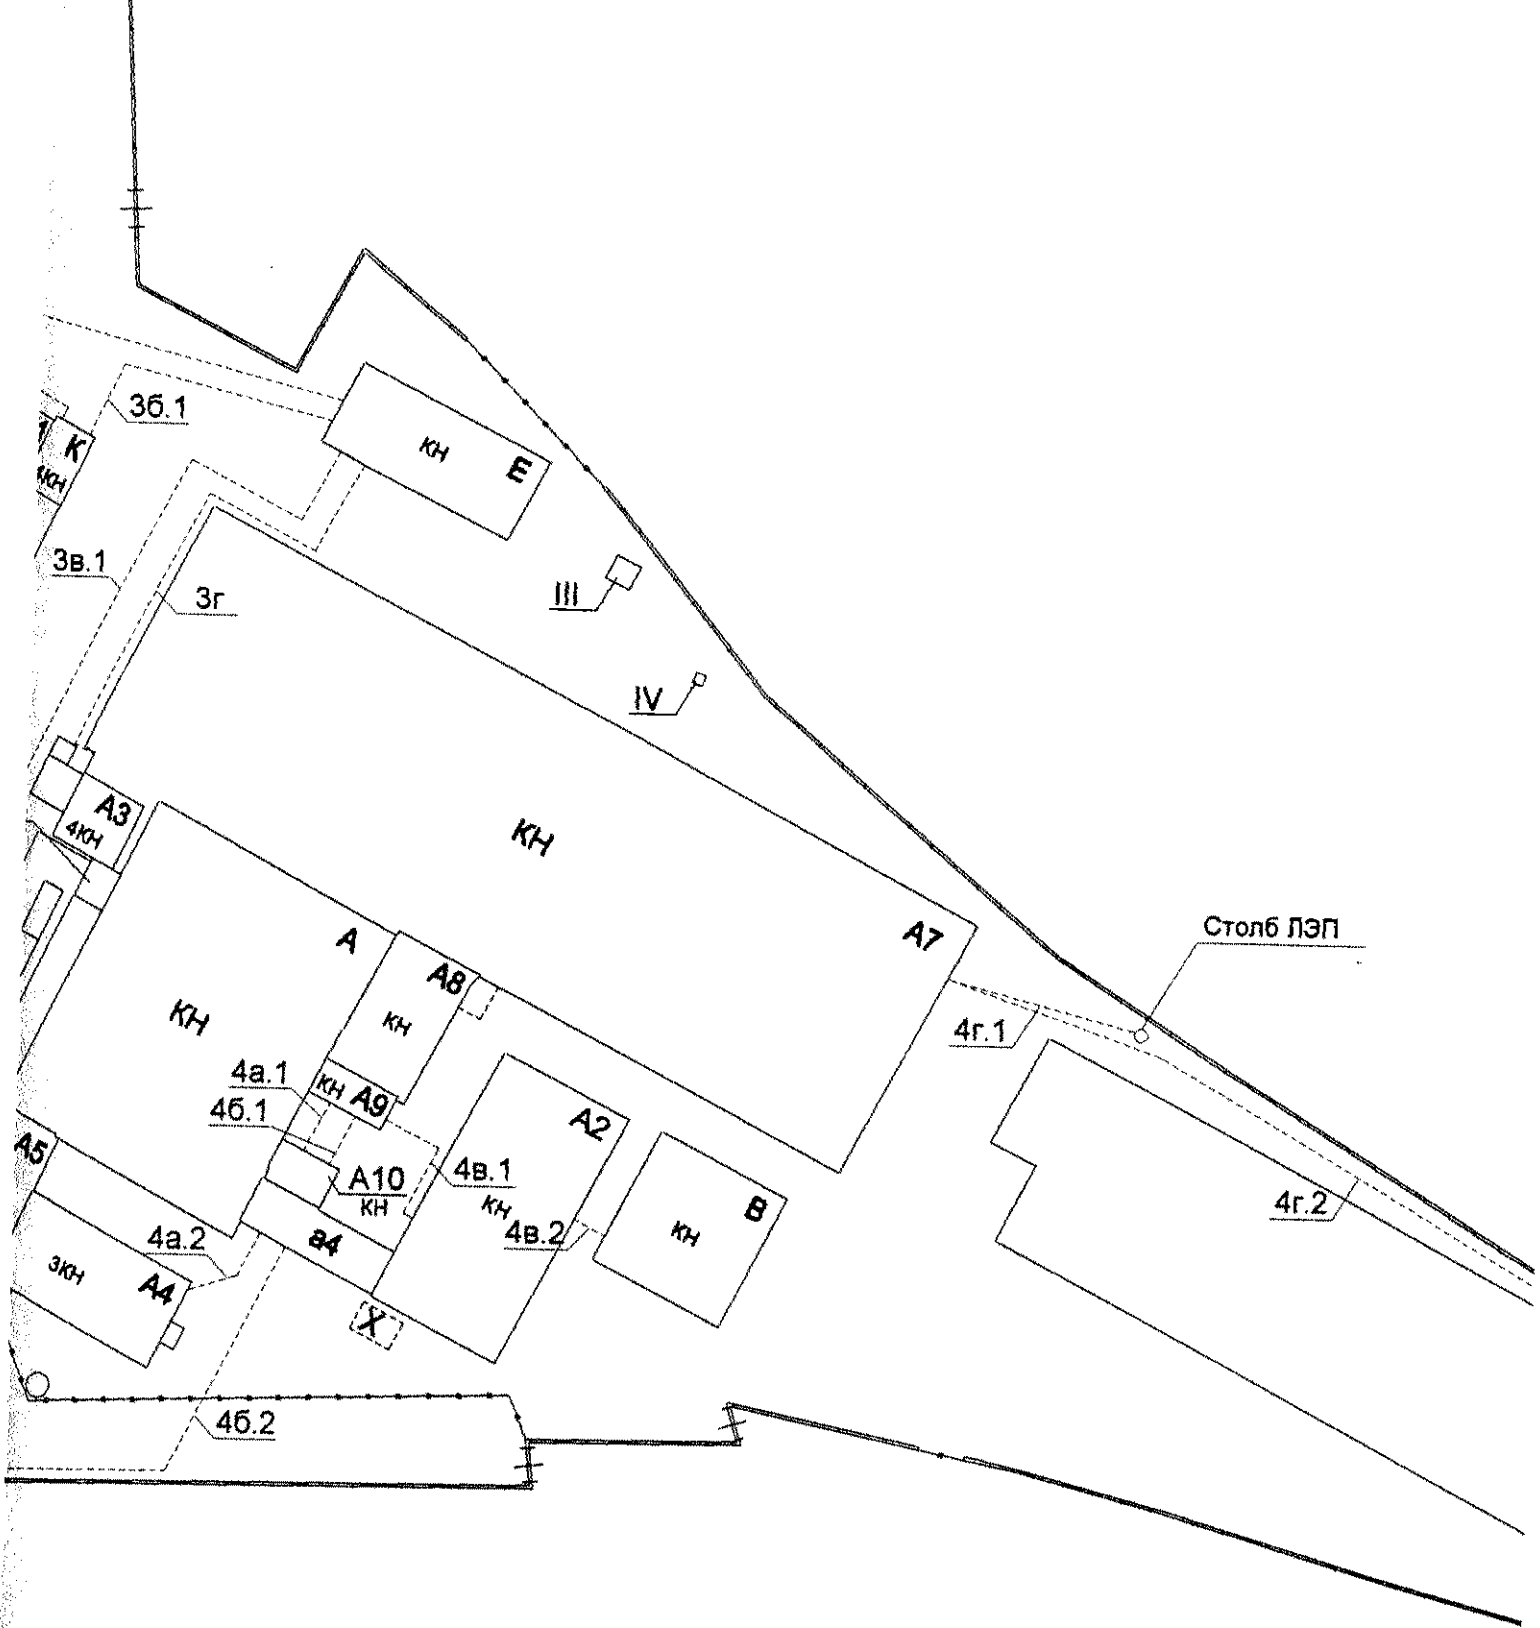 3б.1
К
КН
Е
3в.1
3г
III
IV
А3
4КН
КН
А7
Столб ЛЭП
А
А8
КН
КН
4г.1
4а.1
КН
А9
4б.1
А2
А5
А10
КН
4в.1
КН
4г.2
В
4в.2
КН
4а.2
а4
3КН
А4
X
4б.2